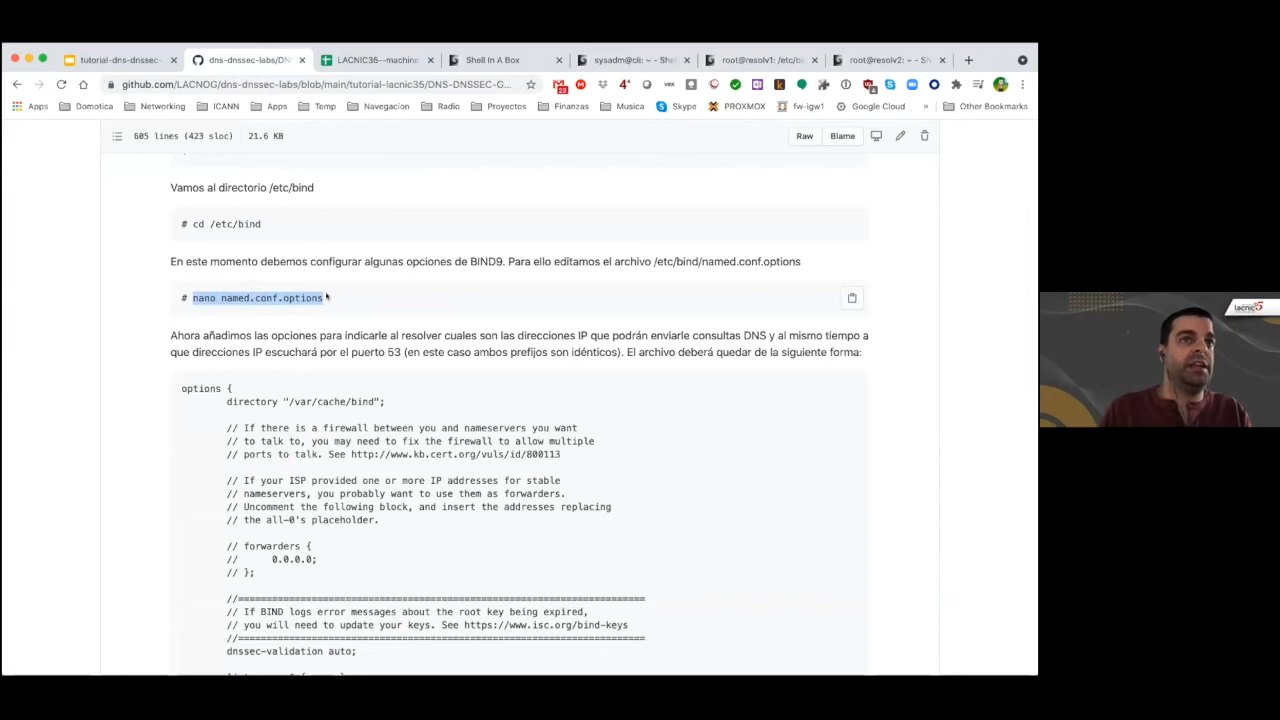 tutorial-dns-dnssec-
dns-dnssec-labs/DN
LACNIC35--machine
Shell In A Box
sysadm@cli: ~ - She
root@resolv1: /etc/bi
root@resolv2: ~ - S
github.com/LACNOG/dns-dnssec-labs/blob/main/tutorial-lacnic35/DNS-DNSSEC-G...
23
Apps
Domotica
Networking
ICANN
Apps
Temp
Navegacion
Radio
Proyectos
Finanzas
Musica
Skype
PROXMOX
fw-igw1
Google Cloud
»
Other Bookmarks
605 lines (423 sloc)
21.6 KB
Raw
Blame
Vamos al directorio /etc/bind
# cd /etc/bind
En este momento debemos configurar algunas opciones de BIND9. Para ello editamos el archivo /etc/bind/named.conf.options
# nano named.conf.options
Ahora añadimos las opciones para indicarle al resolver cuales son las direcciones IP que podrán enviarle consultas DNS y al mismo tiempo a
que direcciones IP escuchará por el puerto 53 (en este caso ambos prefijos son idénticos). El archivo deberá quedar de la siguiente forma:
options {
directory "/var/cache/bind";
// If there is a firewall between you and nameservers you want
// to talk to, you may need to fix the firewall to allow multiple
// ports to talk. See http://www.kb.cert.org/vuls/id/800113
// If your ISP provided one or more IP addresses for stable
// nameservers, you probably want to use them as forwarders.
// Uncomment the following block, and insert the addresses replacing
// the all-0's placeholder.
// forwarders {
// 0.0.0.0;
// };
//========================================================================
// If BIND logs error messages about the root key being expired,
// you will need to update your keys. See https://www.isc.org/bind-keys
//========================================================================
dnssec-validation auto;
lacnic